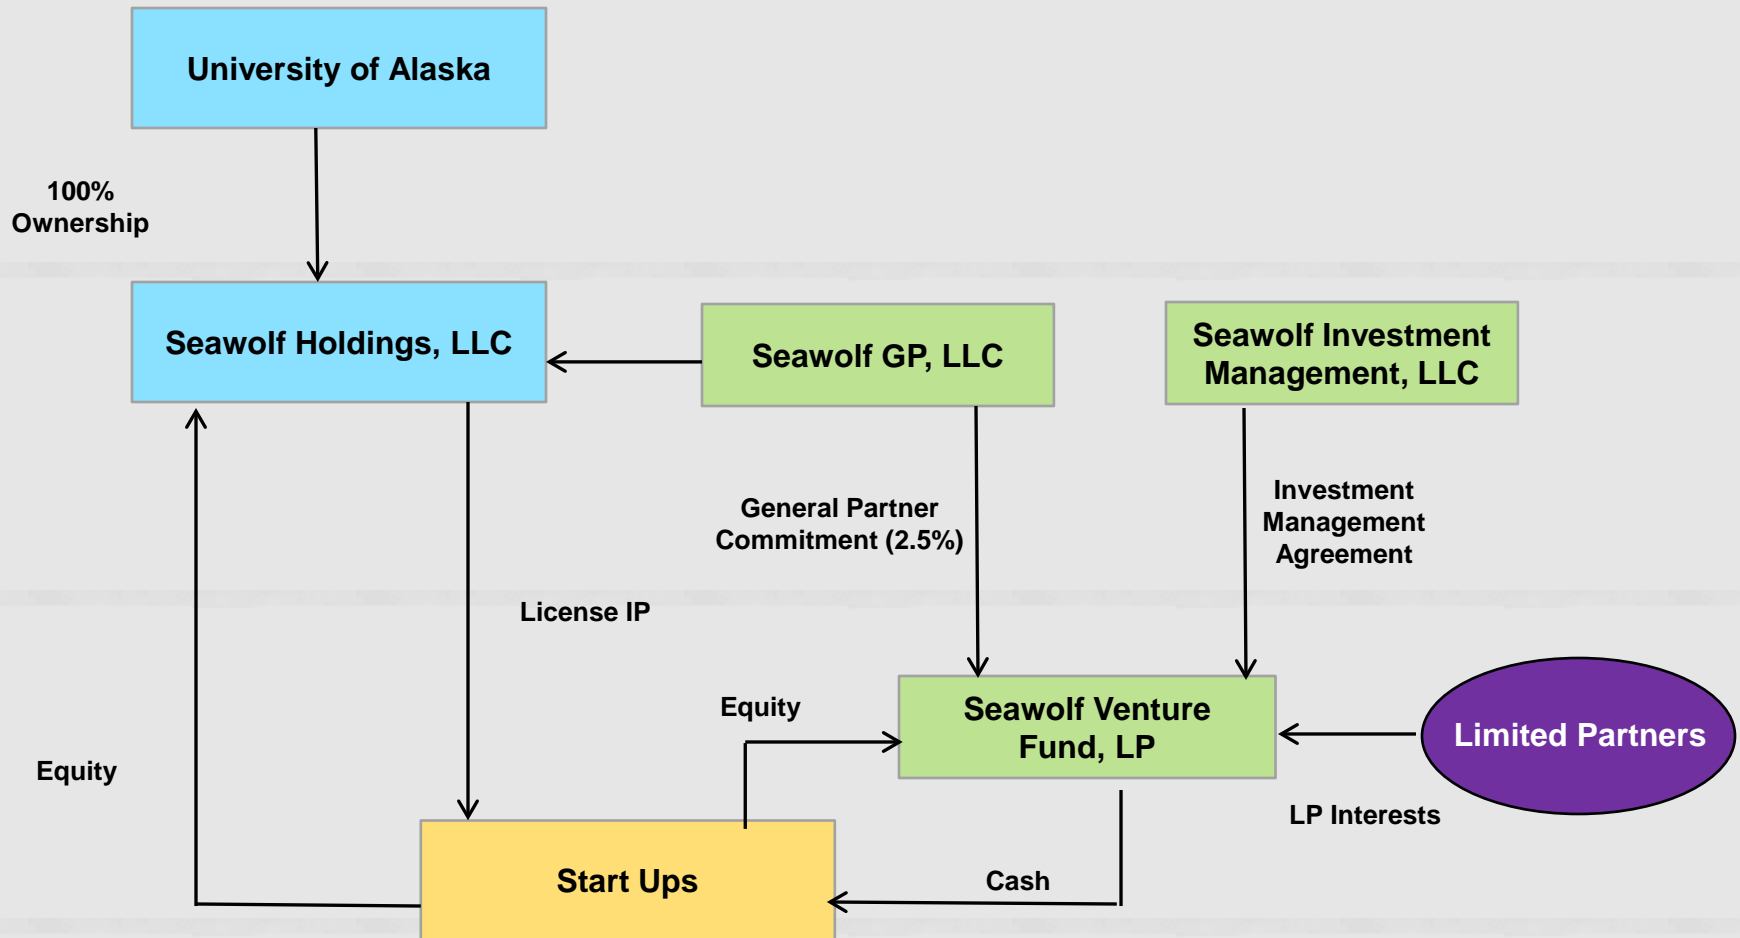 University of Alaska
100%
Ownership
Seawolf Holdings, LLC
Seawolf GP, LLC
Seawolf Investment
Management, LLC
General Partner
Commitment (2.5%)
Investment
Management
Agreement
License IP
Equity
Seawolf Venture
Fund, LP
Limited Partners
Equity
LP Interests
Start Ups
Cash